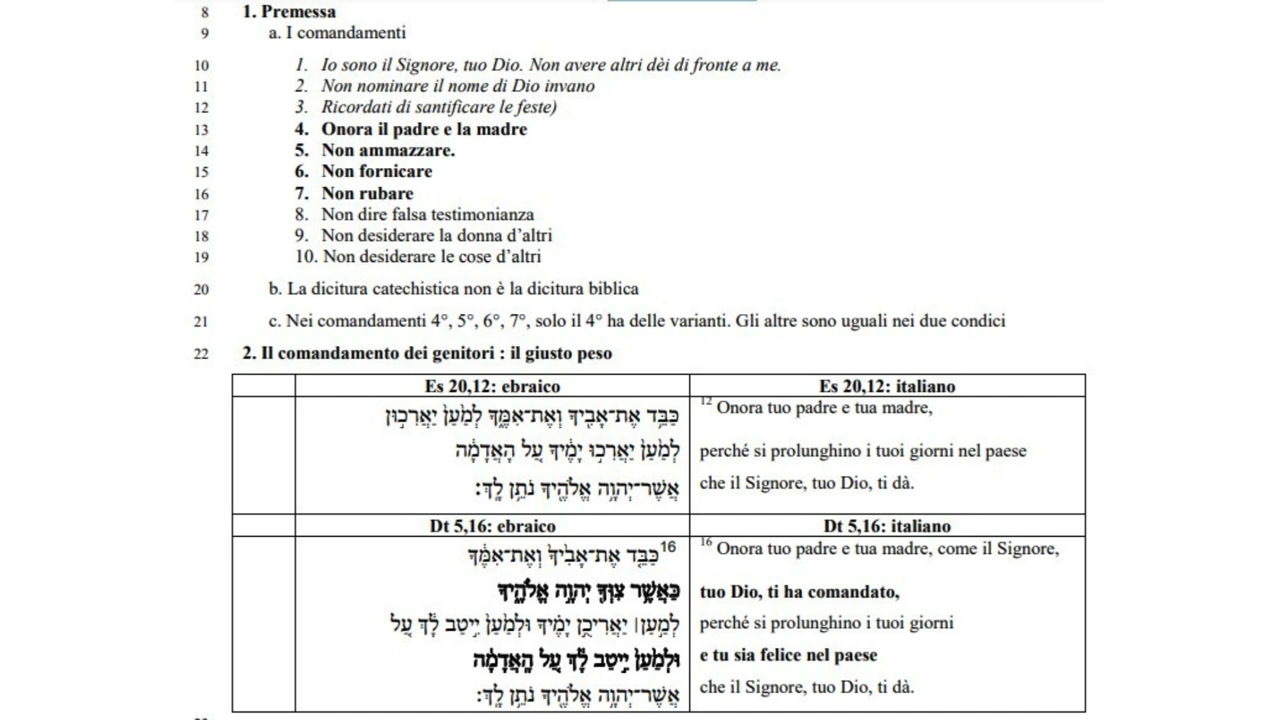 8 1. Premessa
9 a. I comandamenti
10 1. Io sono il Signore, tuo Dio. Non avere altri dèi di fronte a me.
11 2. Non nominare il nome di Dio invano
12 3. Ricordati di santificare le feste)
13 4. Onora il padre e la madre
14 5. Non ammazzare.
15 6. Non fornicare
16 7. Non rubare
17 8. Non dire falsa testimonianza
18 9. Non desiderare la donna d'altri
19 10. Non desiderare le cose d'altri
20 b. La dicitura catechistica non è la dicitura biblica
21 c. Nei comandamenti 4°, 5°, 6°, 7°, solo il 4° ha delle varianti. Gli altre sono uguali nei due condici
22 2. Il comandamento dei genitori : il giusto peso
Es 20,12: ebraico
Es 20,12: italiano
כַּבֵּ֥ד אֶת־אָבִ֖יךָ וְאֶת־אִמֶּ֑ךָ לְמַ֙עַן֙ יַאֲרִכ֣וּן
לְמַ֙עַן֙ יַאֲרִכ֣וּ יָמֶ֔יךָ עַ֚ל הָאֲדָמָ֔ה
אֲשֶׁר־יְהוָ֥ה אֱלֹהֶ֖יךָ נֹתֵ֥ן לָֽךְ׃
12 Onora tuo padre e tua madre,
perché si prolunghino i tuoi giorni nel paese
che il Signore, tuo Dio, ti dà.
Dt 5,16: ebraico
Dt 5,16: italiano
16 כַּבֵּ֤ד אֶת־אָבִ֙יךָ֙ וְאֶת־אִמֶּ֔ךָ
כַּאֲשֶׁ֥ר צִוְּךָ֖ יְהוָ֣ה אֱלֹהֶ֑יךָ
לְמַ֣עַן׀ יַאֲרִיכֻ֣ן יָמֶ֗יךָ וּלְמַ֙עַן֙ יִ֣יטַב לָ֔ךְ עַ֚ל
וּלְמַ֙עַן֙ יִ֣יטַב לָ֔ךְ עַ֚ל הָֽאֲדָמָ֔ה
אֲשֶׁר־יְהוָ֥ה אֱלֹהֶ֖יךָ נֹתֵ֥ן לָֽךְ׃
16 Onora tuo padre e tua madre, come il Signore,
tuo Dio, ti ha comandato,
perché si prolunghino i tuoi giorni
e tu sia felice nel paese
che il Signore, tuo Dio, ti dà.